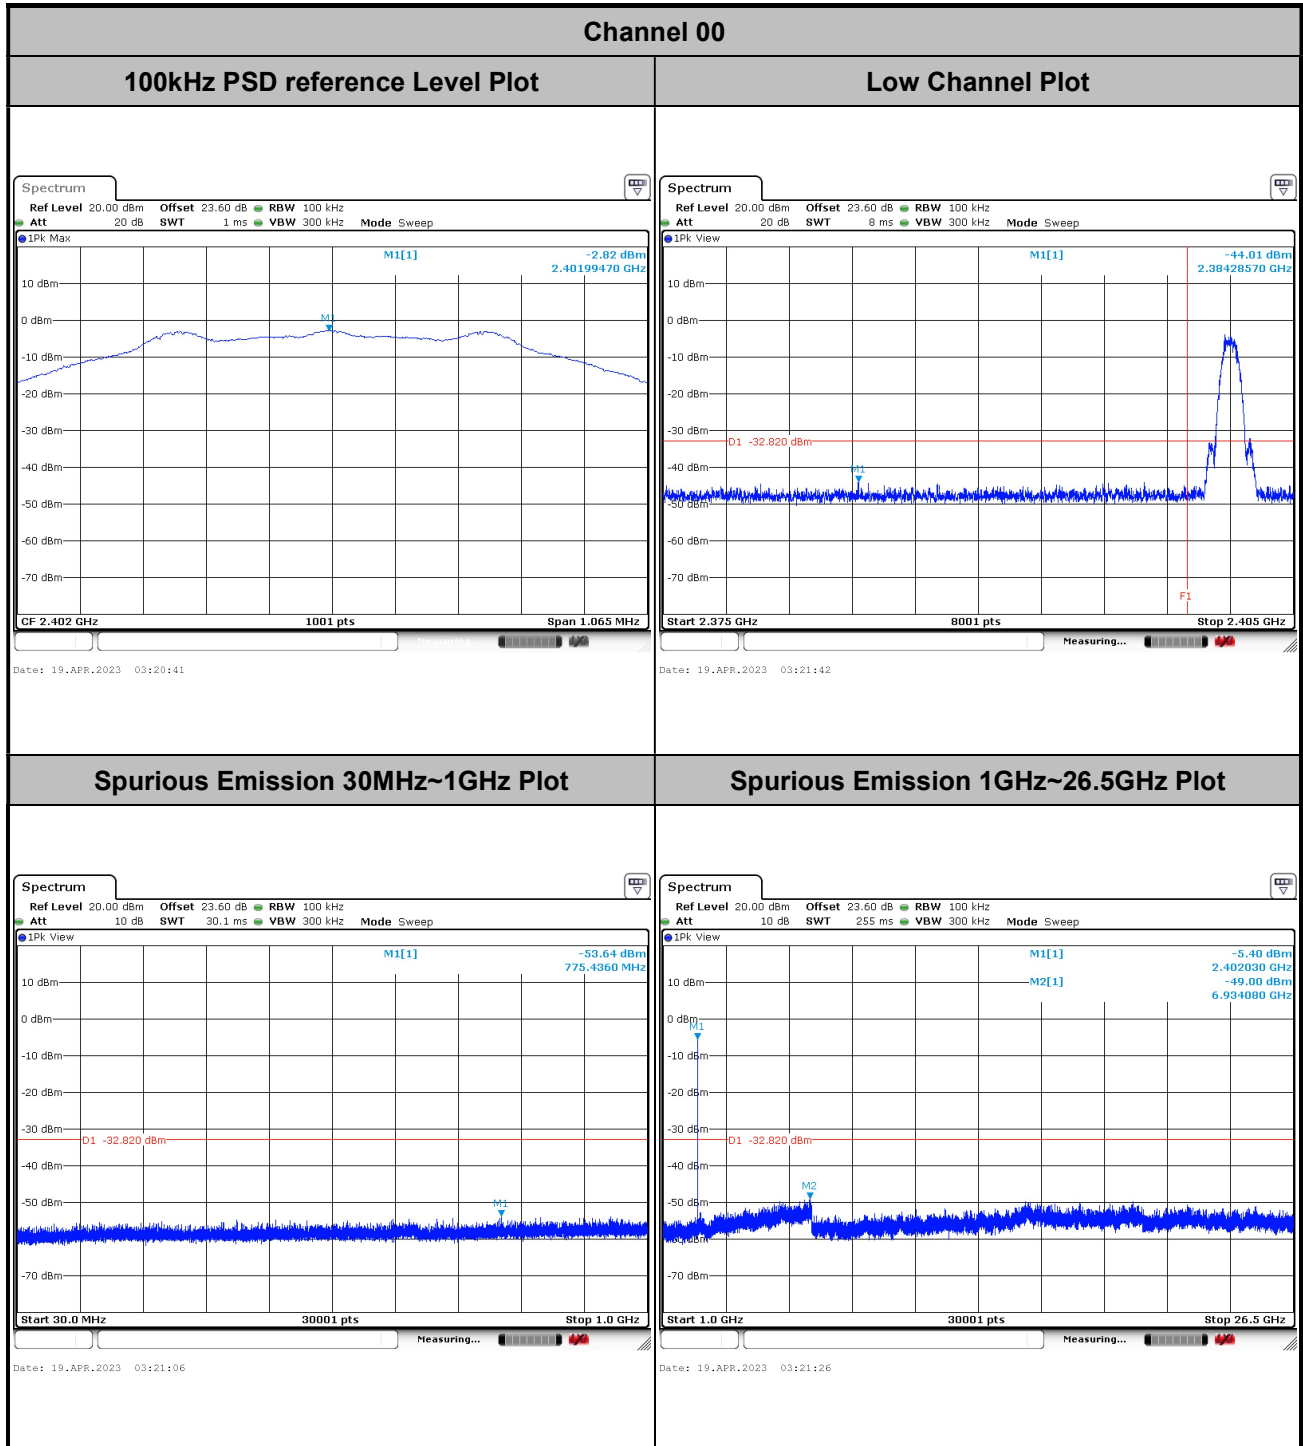 Channel 00
100kHz PSD reference Level Plot
Low Channel Plot
Spectrum
Ref Level 20.00 dBm Offset 23.60 dB RBW 100 kHz
Att 20 dB SWT 1 ms VBW 300 kHz Mode Sweep
1Pk Max
M1[1] -2.82 dBm
2.40199470 GHz
10 dBm
M1
0 dBm
-10 dBm
-20 dBm
-30 dBm
-40 dBm
-50 dBm
-60 dBm
-70 dBm
CF 2.402 GHz 1001 pts Span 1.065 MHz
Measuring...
Date: 19.APR.2023 03:20:41
Spectrum
Ref Level 20.00 dBm Offset 23.60 dB RBW 100 kHz
Att 20 dB SWT 8 ms VBW 300 kHz Mode Sweep
1Pk View
M1[1] -44.01 dBm
2.38428570 GHz
10 dBm
0 dBm
-10 dBm
-20 dBm
-30 dBm
D1 -32.820 dBm
-40 dBm
M1
-50 dBm
-60 dBm
-70 dBm
F1
Start 2.375 GHz 8001 pts Stop 2.405 GHz
Measuring...
Date: 19.APR.2023 03:21:42
Spurious Emission 30MHz~1GHz Plot
Spurious Emission 1GHz~26.5GHz Plot
Spectrum
Ref Level 20.00 dBm Offset 23.60 dB RBW 100 kHz
Att 10 dB SWT 30.1 ms VBW 300 kHz Mode Sweep
1Pk View
M1[1] -53.64 dBm
775.4360 MHz
10 dBm
0 dBm
-10 dBm
-20 dBm
-30 dBm
D1 -32.820 dBm
-40 dBm
-50 dBm
M1
-70 dBm
Start 30.0 MHz 30001 pts Stop 1.0 GHz
Measuring...
Date: 19.APR.2023 03:21:06
Spectrum
Ref Level 20.00 dBm Offset 23.60 dB RBW 100 kHz
Att 10 dB SWT 255 ms VBW 300 kHz Mode Sweep
1Pk View
M1[1] -5.40 dBm
2.402030 GHz
M2[1] -49.00 dBm
6.934080 GHz
10 dBm
0 dBm
M1
-10 dBm
-20 dBm
-30 dBm
D1 -32.820 dBm
-40 dBm
M2
-50 dBm
-70 dBm
Start 1.0 GHz 30001 pts Stop 26.5 GHz
Measuring...
Date: 19.APR.2023 03:21:26